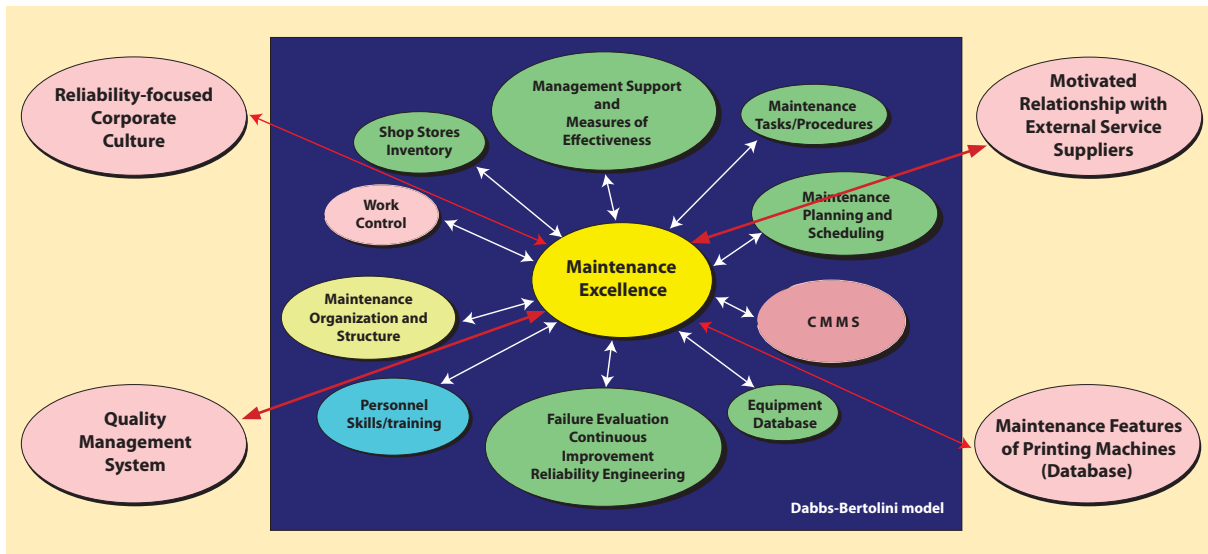 Reliability-focused
Corporate
Culture
Management Support
and
Measures of
Effectiveness
Maintenance
Tasks/Procedures
Motivated
Relationship with
External Service
Suppliers
Shop Stores
Inventory
Work
Control
Maintenance
Planning and
Scheduling
Maintenance
Excellence
Maintenance
Organization and
Structure
C M M S
Quality
Management
System
Personnel
Skills/training
Failure Evaluation
Continuous
Improvement
Reliability Engineering
Equipment
Database
Maintenance Features
of Printing Machines
(Database)
Dabbs-Bertolini model